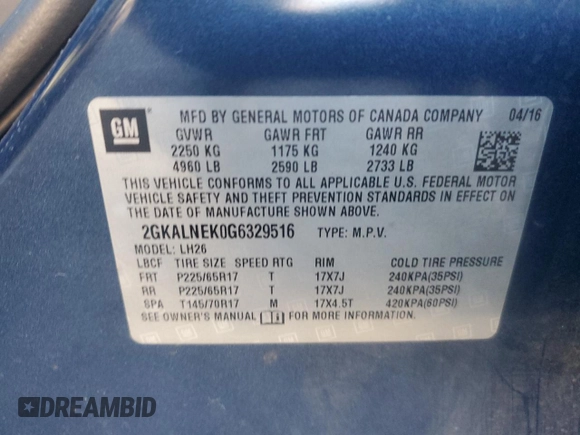 GM
MFD BY GENERAL MOTORS OF CANADA COMPANY 04/16
GVWR GAWR FRT GAWR RR
2250 KG 1175 KG 1240 KG
4960 LB 2590 LB 2733 LB
THIS VEHICLE CONFORMS TO ALL APPLICABLE U.S. FEDERAL MOTOR
VEHICLE SAFETY AND THEFT PREVENTION STANDARDS IN EFFECT ON
THE DATE OF MANUFACTURE SHOWN ABOVE.
2GKALNEK0G6329516 TYPE: M.P.V.
MODEL: LH26
LBCF TIRE SIZE SPEED RTG RIM COLD TIRE PRESSURE
FRT P225/65R17 T 17X7J 240KPA(35PSI)
RR P225/65R17 T 17X7J 240KPA(35PSI)
SPA T145/70R17 M 17X4.5T 420KPA(60PSI)
SEE OWNER'S MANUAL FOR MORE INFORMATION.
DREAMBID